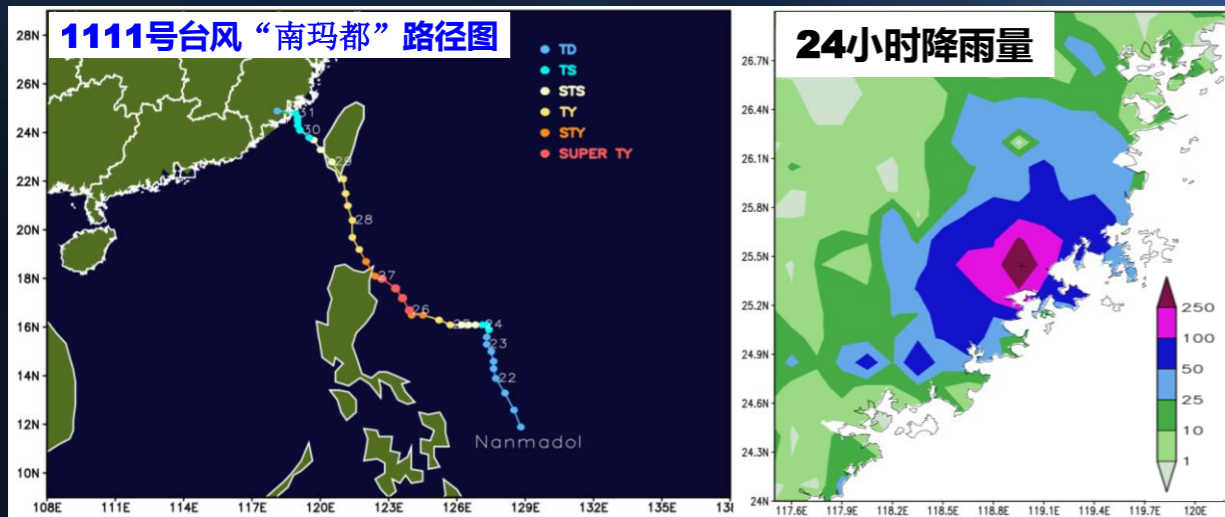 1111号台风“南玛都”路径图
28N
26N
24N
22N
20N
18N
16N
14N
12N
10N
108E
111E
114E
117E
120E
123E
126E
129E
132E
135E
TD
TS
STS
TY
STY
SUPER TY
31
30
29
28
27
26
24
23
22
Nanmadol
24小时降雨量
26.7N
26.4N
26.1N
25.8N
25.5N
25.2N
24.9N
24.6N
24.3N
24N
117.6E
117.9E
118.2E
118.5E
118.8E
119.1E
119.4E
119.7E
120E
250
100
50
25
10
1